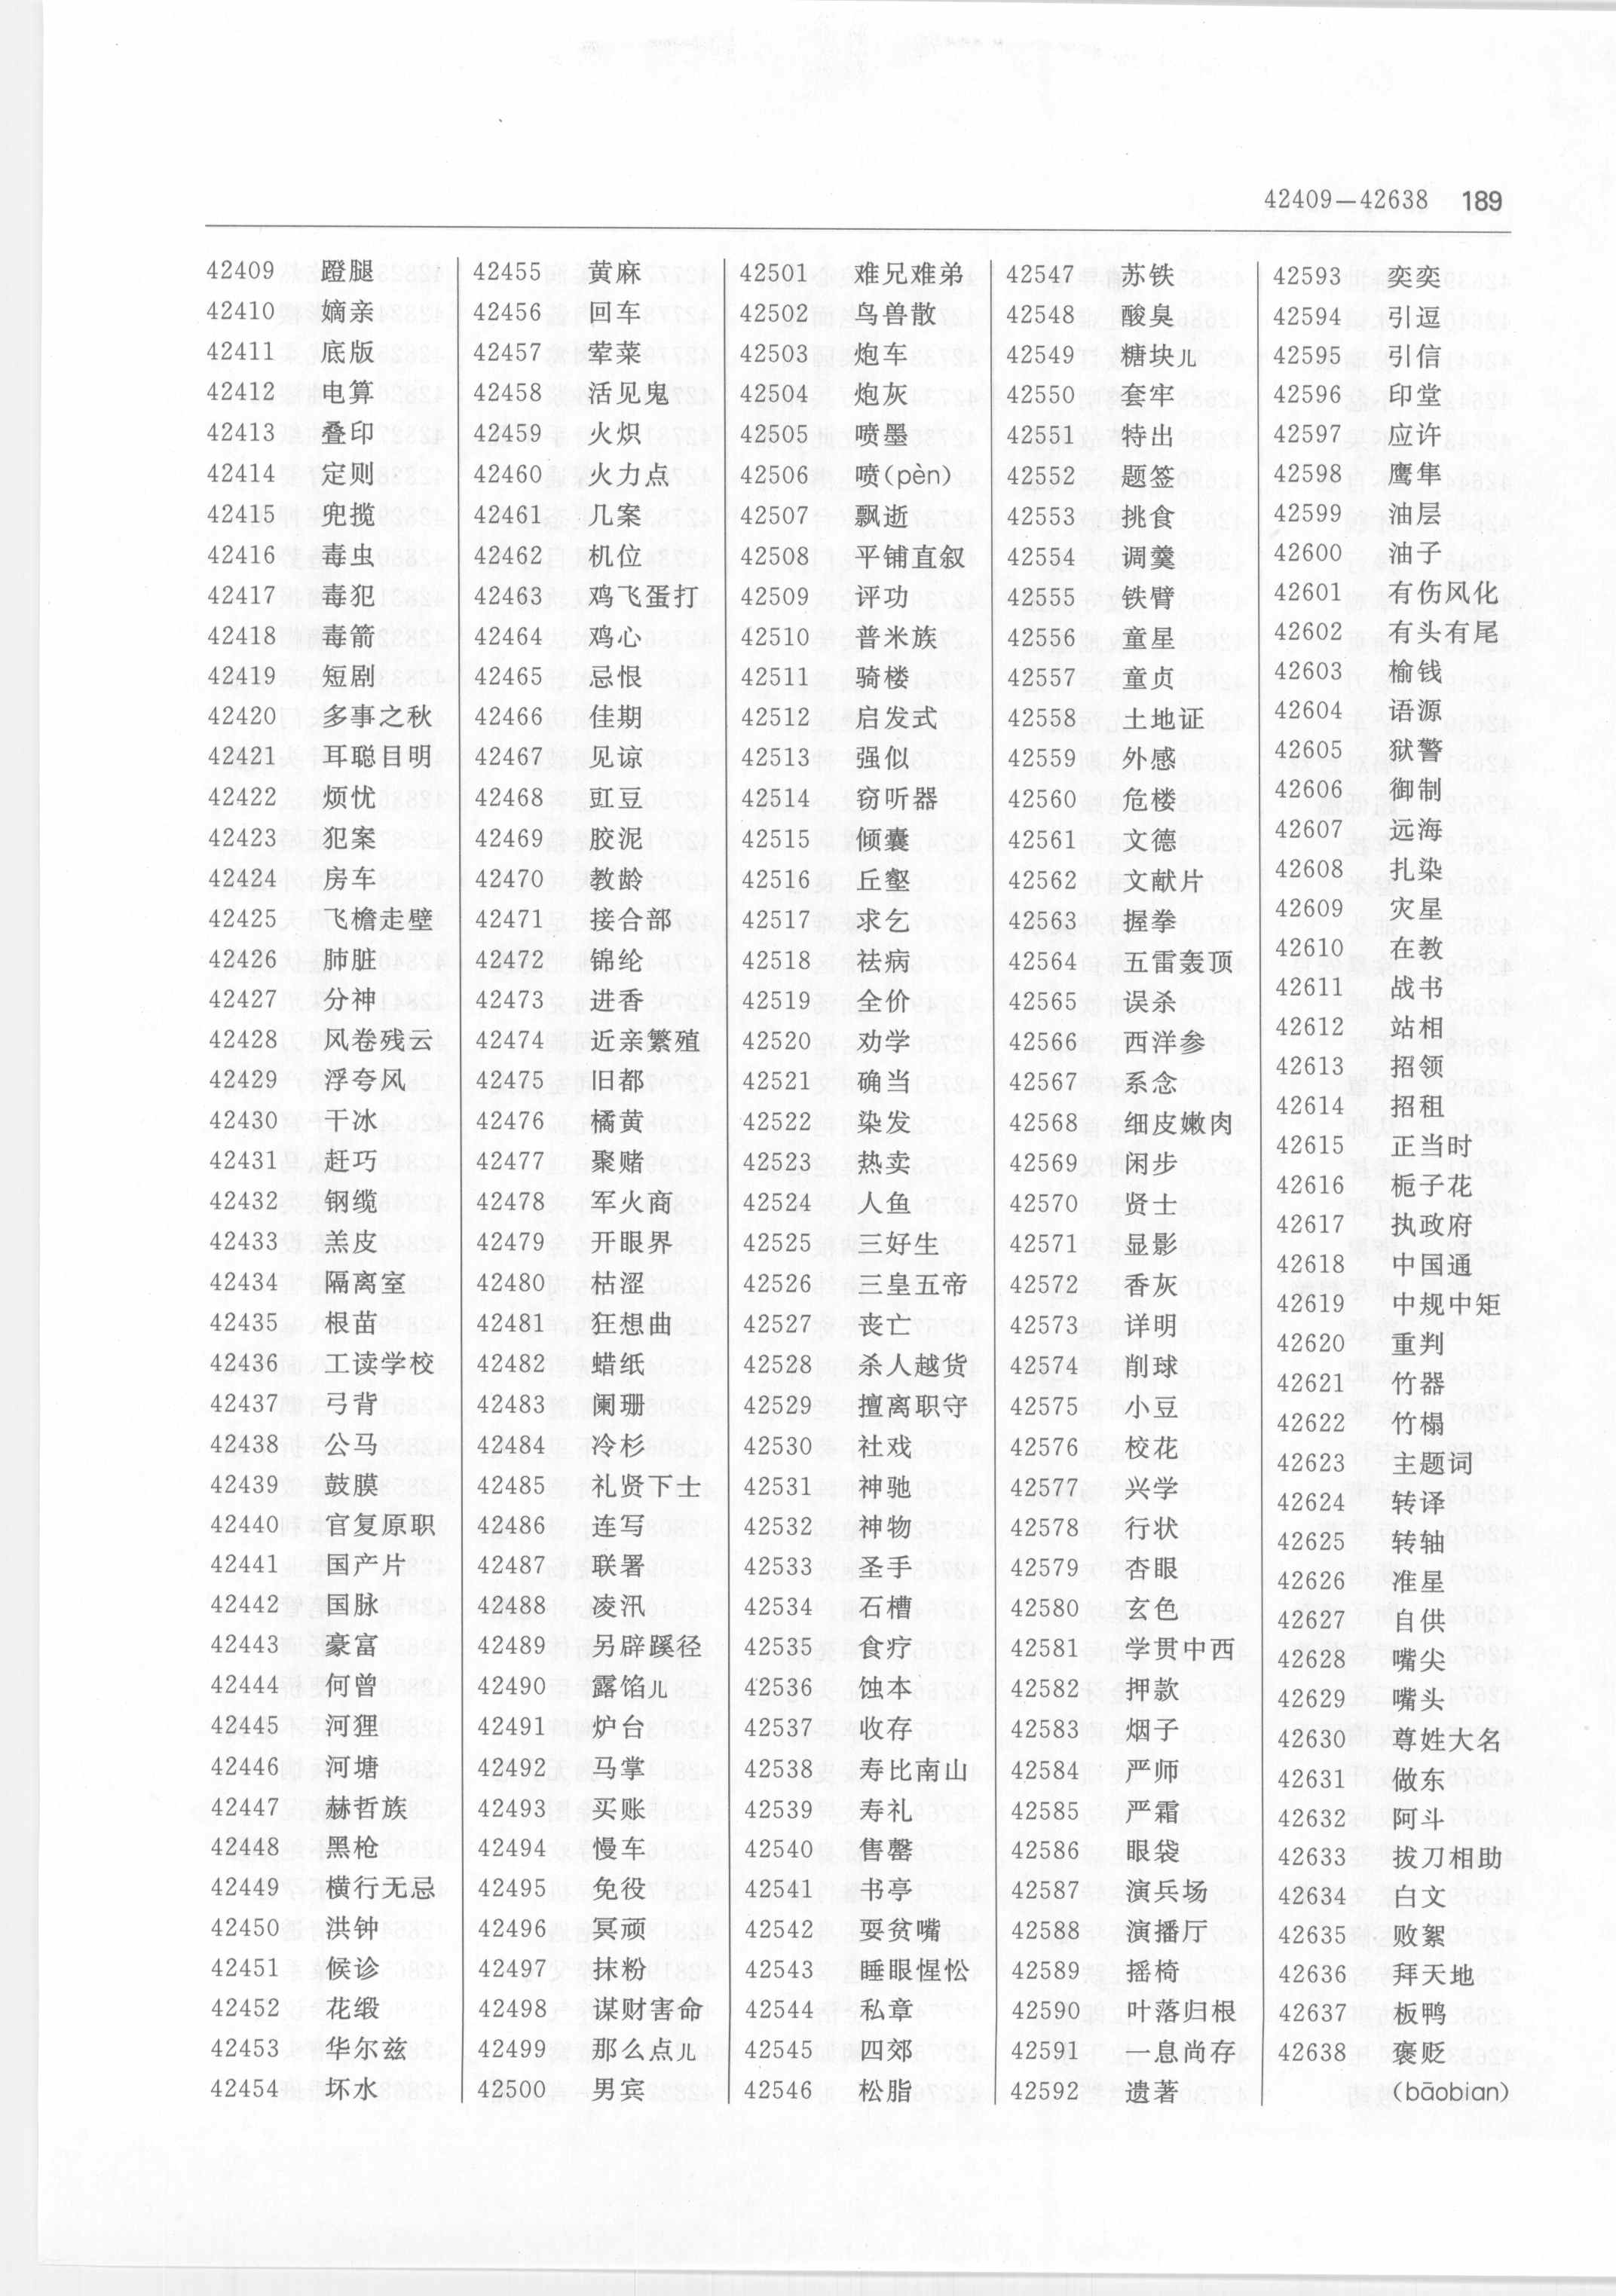 42409—42638 189
42409 蹬腿
42410 嫡亲
42411 底版
42412 电算
42413 叠印
42414 定则
42415 兜揽
42416 毒虫
42417 毒犯
42418 毒箭
42419 短剧
42420 多事之秋
42421 耳聪目明
42422 烦忧
42423 犯案
42424 房车
42425 飞檐走壁
42426 肺脏
42427 分神
42428 风卷残云
42429 浮夸风
42430 干冰
42431 赶巧
42432 钢缆
42433 羔皮
42434 隔离室
42435 根苗
42436 工读学校
42437 弓背
42438 公马
42439 鼓膜
42440 官复原职
42441 国产片
42442 国脉
42443 豪富
42444 何曾
42445 河狸
42446 河塘
42447 赫哲族
42448 黑枪
42449 横行无忌
42450 洪钟
42451 候诊
42452 花缎
42453 华尔兹
42454 坏水
42455 黄麻
42456 回车
42457 荤菜
42458 活见鬼
42459 火炽
42460 火力点
42461 几案
42462 机位
42463 鸡飞蛋打
42464 鸡心
42465 忌恨
42466 佳期
42467 见谅
42468 豇豆
42469 胶泥
42470 教龄
42471 接合部
42472 锦纶
42473 进香
42474 近亲繁殖
42475 旧都
42476 橘黄
42477 聚赌
42478 军火商
42479 开眼界
42480 枯涩
42481 狂想曲
42482 蜡纸
42483 阑珊
42484 冷杉
42485 礼贤下士
42486 连写
42487 联署
42488 凌汛
42489 另辟蹊径
42490 露馅儿
42491 炉台
42492 马掌
42493 买账
42494 慢车
42495 免役
42496 冥顽
42497 抹粉
42498 谋财害命
42499 那么点儿
42500 男宾
42501 难兄难弟
42502 鸟兽散
42503 炮车
42504 炮灰
42505 喷墨
42506 喷(pèn)
42507 飘逝
42508 平铺直叙
42509 评功
42510 普米族
42511 骑楼
42512 启发式
42513 强似
42514 窃听器
42515 倾囊
42516 丘壑
42517 求乞
42518 祛病
42519 全价
42520 劝学
42521 确当
42522 染发
42523 热卖
42524 人鱼
42525 三好生
42526 三皇五帝
42527 丧亡
42528 杀人越货
42529 擅离职守
42530 社戏
42531 神驰
42532 神物
42533 圣手
42534 石槽
42535 食疗
42536 蚀本
42537 收存
42538 寿比南山
42539 寿礼
42540 售罄
42541 书亭
42542 耍贫嘴
42543 睡眼惺忪
42544 私章
42545 四郊
42546 松脂
42547 苏铁
42548 酸臭
42549 糖块儿
42550 套牢
42551 特出
42552 题签
42553 挑食
42554 调羹
42555 铁臂
42556 童星
42557 童贞
42558 土地证
42559 外感
42560 危楼
42561 文德
42562 文献片
42563 握拳
42564 五雷轰顶
42565 误杀
42566 西洋参
42567 系念
42568 细皮嫩肉
42569 闲步
42570 贤士
42571 显影
42572 香灰
42573 详明
42574 削球
42575 小豆
42576 校花
42577 兴学
42578 行状
42579 杏眼
42580 玄色
42581 学贯中西
42582 押款
42583 烟子
42584 严师
42585 严霜
42586 眼袋
42587 演兵场
42588 演播厅
42589 摇椅
42590 叶落归根
42591 一息尚存
42592 遗著
42593 奕奕
42594 引逗
42595 引信
42596 印堂
42597 应许
42598 鹰隼
42599 油层
42600 油子
42601 有伤风化
42602 有头有尾
42603 榆钱
42604 语源
42605 狱警
42606 御制
42607 远海
42608 扎染
42609 灾星
42610 在教
42611 战书
42612 站相
42613 招领
42614 招租
42615 正当时
42616 栀子花
42617 执政府
42618 中国通
42619 中规中矩
42620 重判
42621 竹器
42622 竹榻
42623 主题词
42624 转译
42625 转轴
42626 准星
42627 自供
42628 嘴尖
42629 嘴头
42630 尊姓大名
42631 做东
42632 阿斗
42633 拔刀相助
42634 白文
42635 败絮
42636 拜天地
42637 板鸭
42638 褒贬
(bāobian)